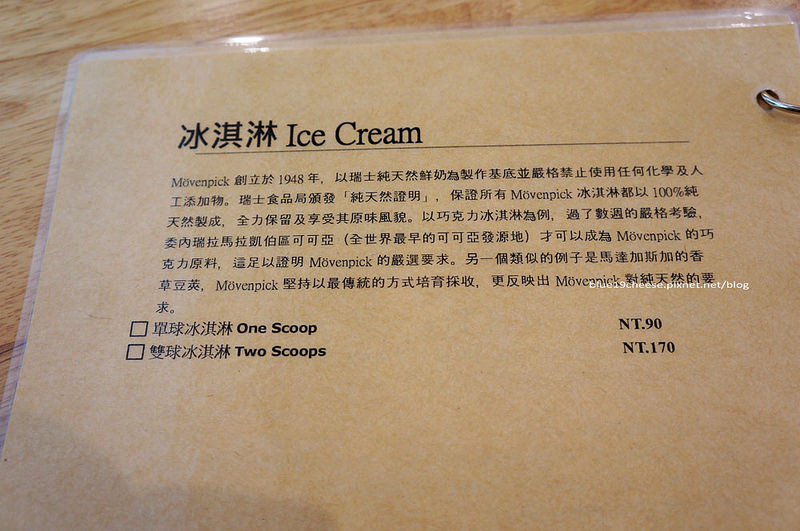 冰淇淋 Ice Cream
Mövenpick 創立於 1948 年，以瑞士純天然鮮奶為製作基底並嚴格禁止使用任何化學及人
工添加物。瑞士食品局頒發「純天然證明」，保證所有 Mövenpick 冰淇淋都以 100%純
天然製成，全力保留及享受其原味風貌。以巧克力冰淇淋為例，過了數週的嚴格考驗，
委內瑞拉馬拉凱伯區可可亞（全世界最早的可可亞發源地）才可以成為 Mövenpick 的巧
克力原料，這足以證明 Mövenpick 的嚴選要求。另一個類似的例子是馬達加斯加的香
草豆莢，Mövenpick 堅持以最傳統的方式培育採收，更反映出 Mövenpick 對純天然的要
求。
blue19cheese.pixnet.net/blog
□ 單球冰淇淋 One Scoop NT.90
□ 雙球冰淇淋 Two Scoops NT.170